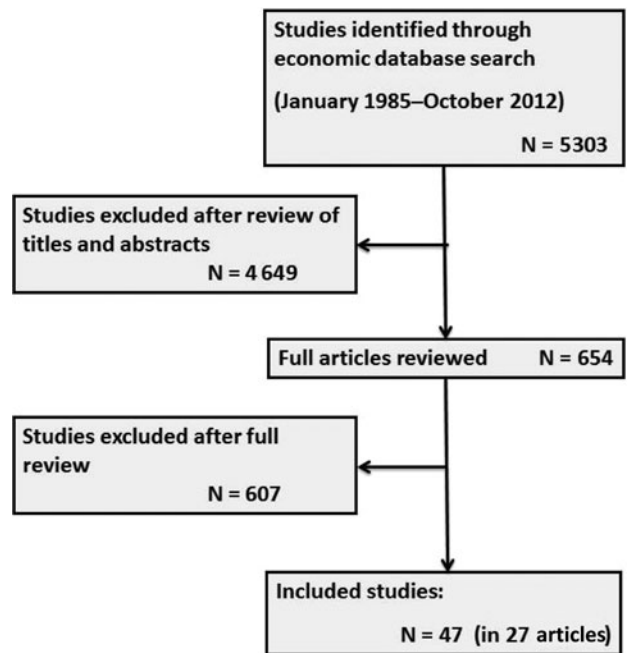 Studies identified through
economic database search
(January 1985–October 2012)
N = 5303
Studies excluded after review of
titles and abstracts
N = 4 649
Full articles reviewed N = 654
Studies excluded after full
review
N = 607
Included studies:
N = 47 (in 27 articles)